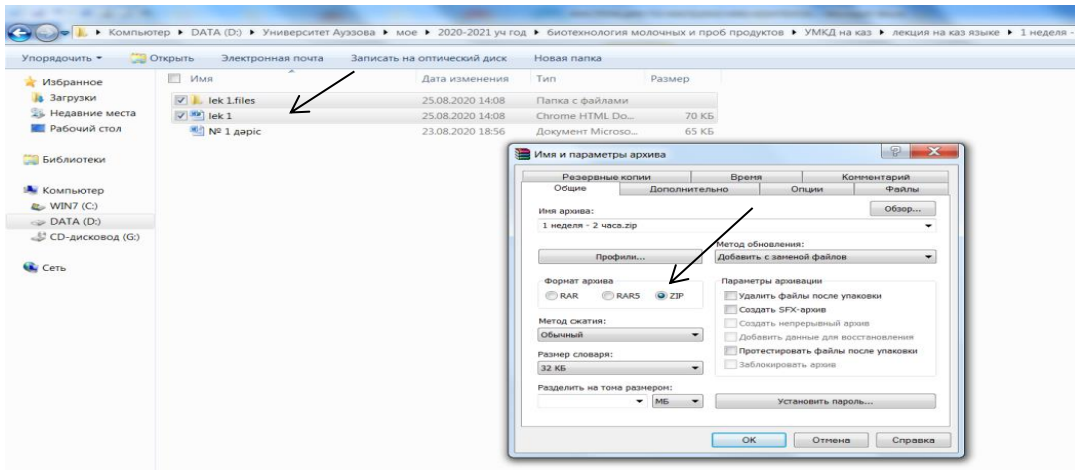 Компьютер ▸ DATA (D:) ▸ Университет Ауэзова ▸ мое ▸ 2020-2021 уч год ▸ биотехнология молочных и проб продуктов ▸ УМКД на каз ▸ лекция на каз языке ▸ 1 неделя -
Упорядочить Открыть Электронная почта Записать на оптический диск Новая папка
Избранное
Загрузки
Недавние места
Рабочий стол
Библиотеки
Компьютер
WIN7 (C:)
DATA (D:)
CD-дисковод (G:)
Сеть
Имя Дата изменения Тип Размер
lek 1.files 25.08.2020 14:08 Папка с файлами
lek 1 25.08.2020 14:08 Chrome HTML Do... 70 КБ
№ 1 дәріс 23.08.2020 18:56 Документ Microso... 65 КБ
Имя и параметры архива
Резервные копии Время Комментарий
Общие Дополнительно Опции Файлы
Имя архива:
Обзор...
1 неделя - 2 часа.zip
Профили...
Метод обновления:
Добавить с заменой файлов
Формат архива
RAR RAR5 ZIP
Метод сжатия:
Обычный
Размер словаря:
32 КБ
Разделить на тома размером:
МБ
Параметры архивации
Удалить файлы после упаковки
Создать SFX-архив
Создать непрерывный архив
Добавить данные для восстановления
Протестировать файлы после упаковки
Заблокировать архив
Установить пароль...
ОК Отмена Справка